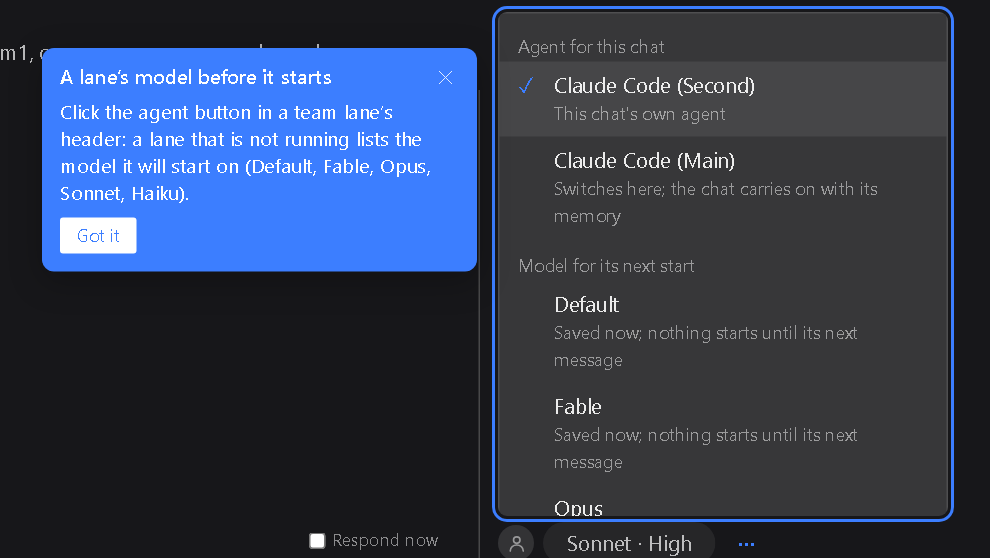 m1,
A lane's model before it starts
Click the agent button in a team lane's
header: a lane that is not running lists the
model it will start on (Default, Fable, Opus,
Sonnet, Haiku).
Got it
Respond now
Agent for this chat
✓ Claude Code (Second)
This chat's own agent
Claude Code (Main)
Switches here; the chat carries on with its
memory
Model for its next start
Default
Saved now; nothing starts until its next
message
Fable
Saved now; nothing starts until its next
message
Opus
Sonnet · High